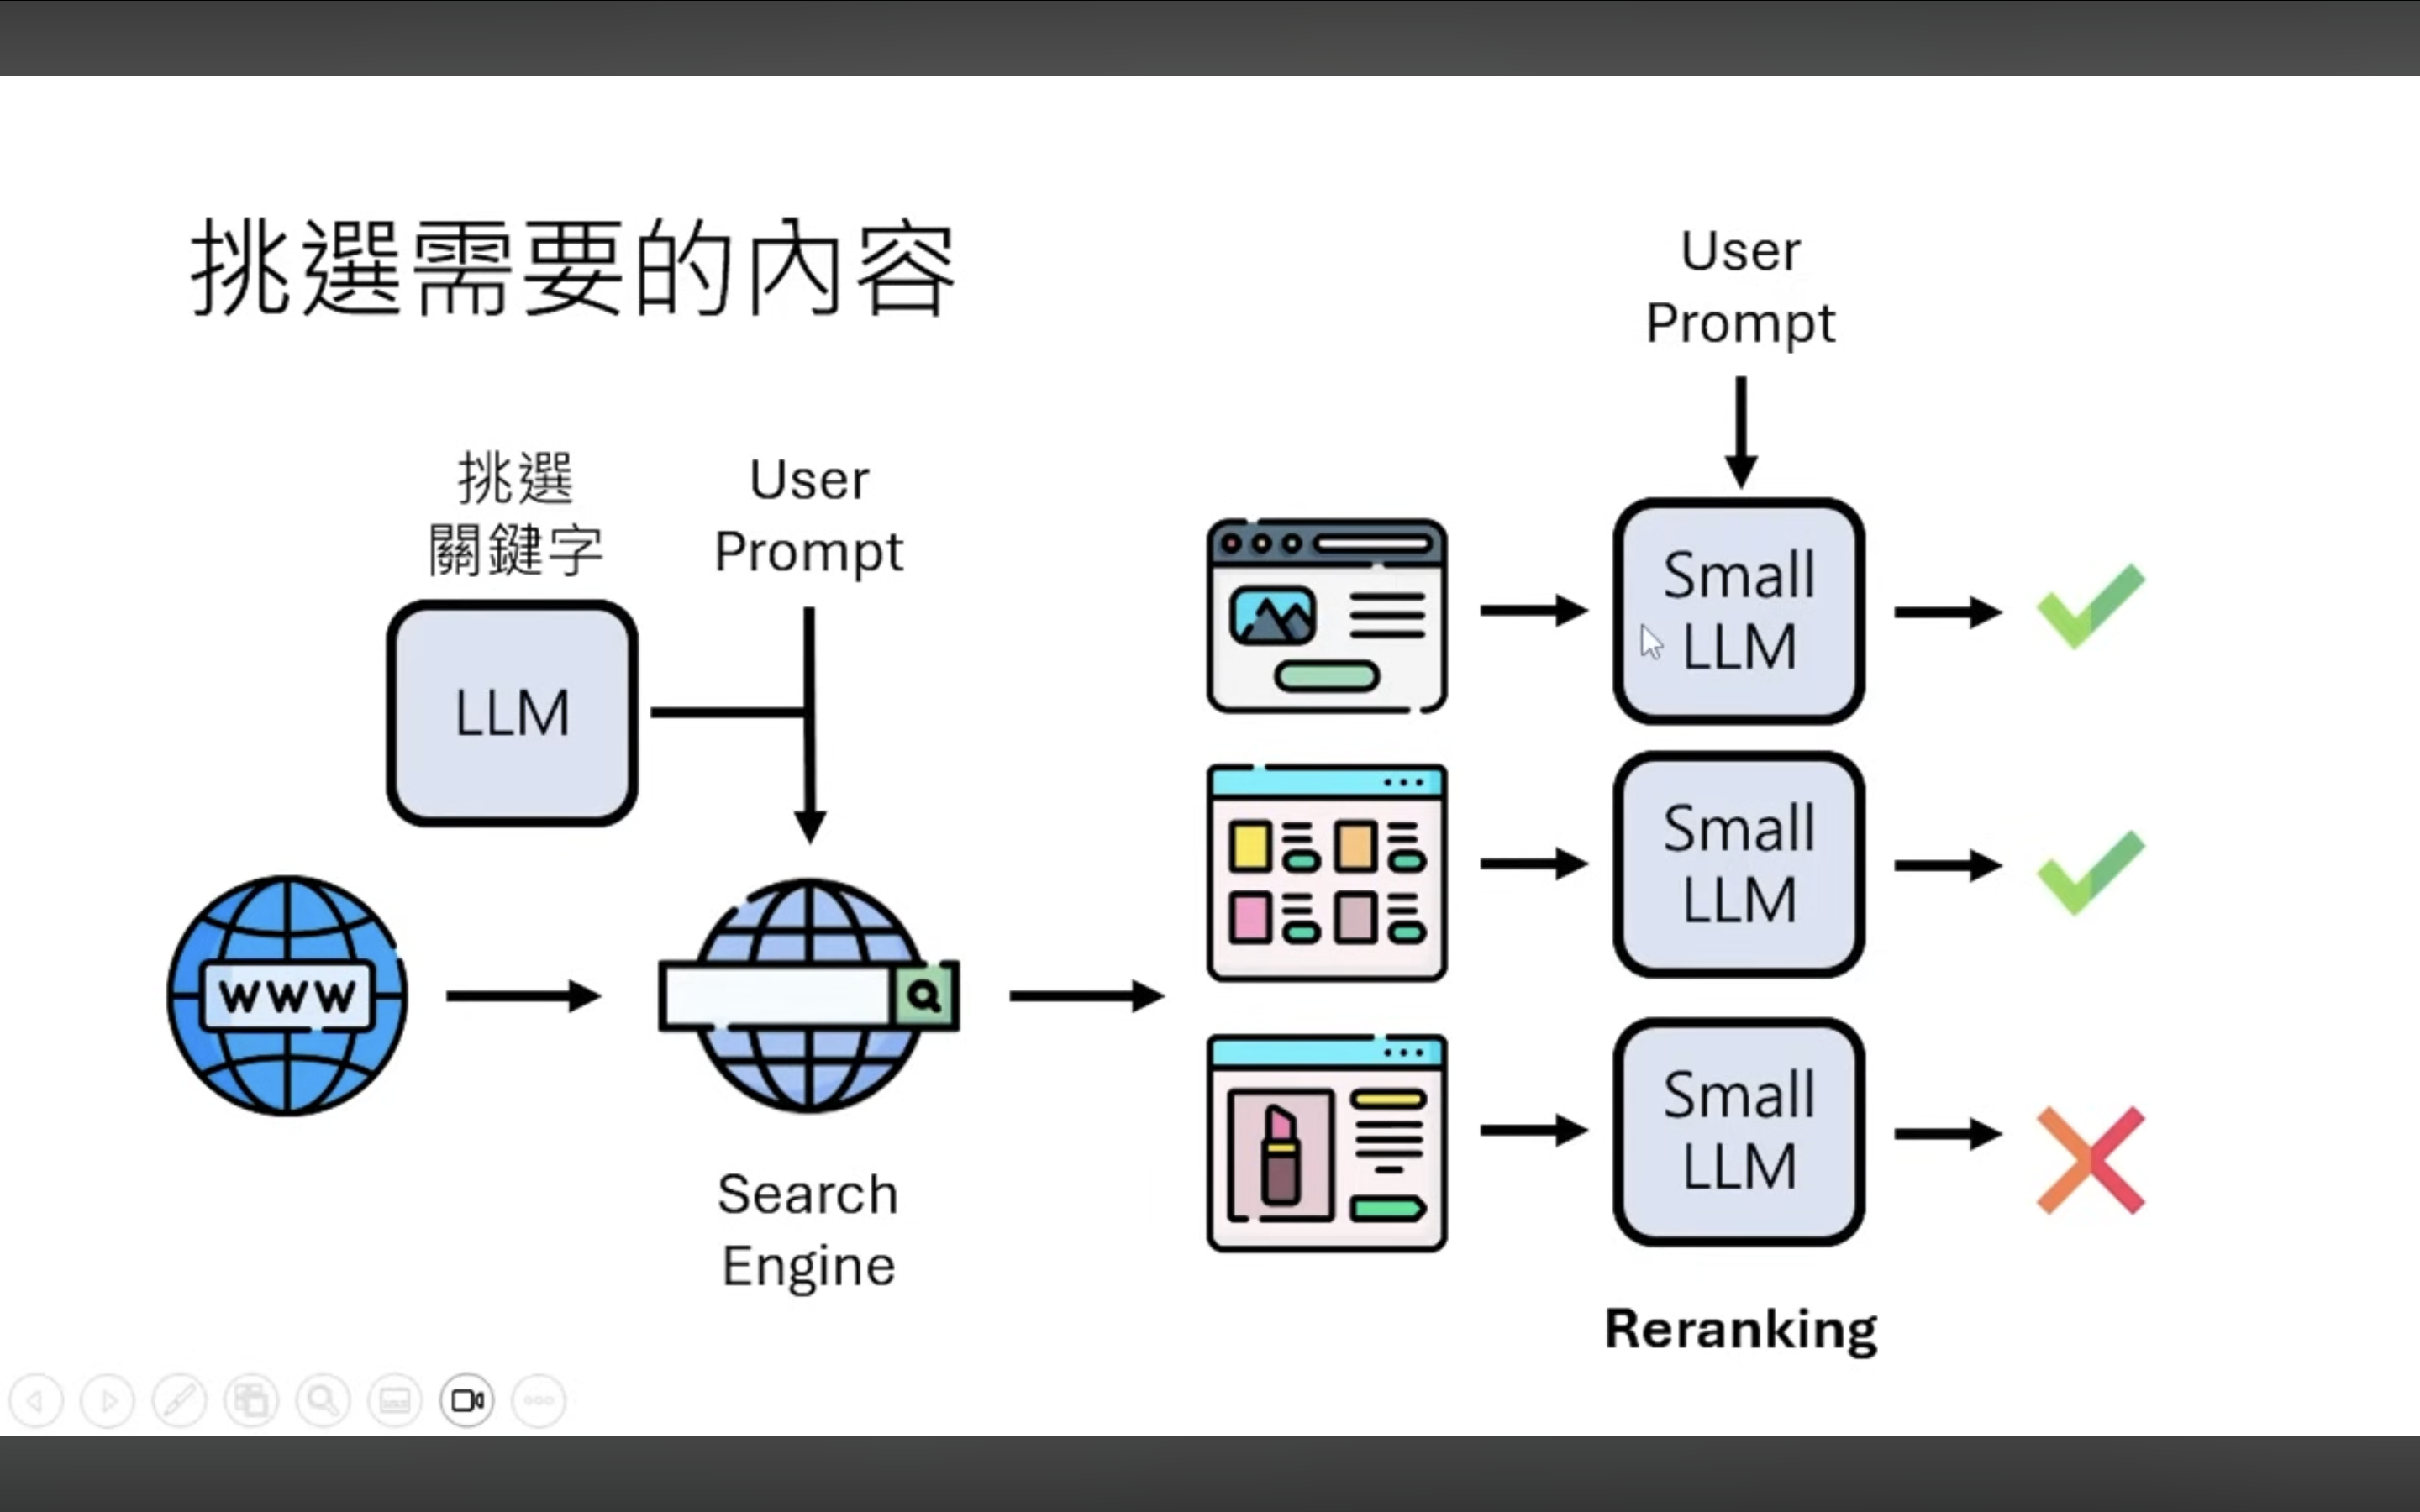 挑選需要的內容
User
Prompt
挑選
關鍵字
User
Prompt
LLM
WWW
Search
Engine
Small
LLM
Small
LLM
Small
LLM
Reranking